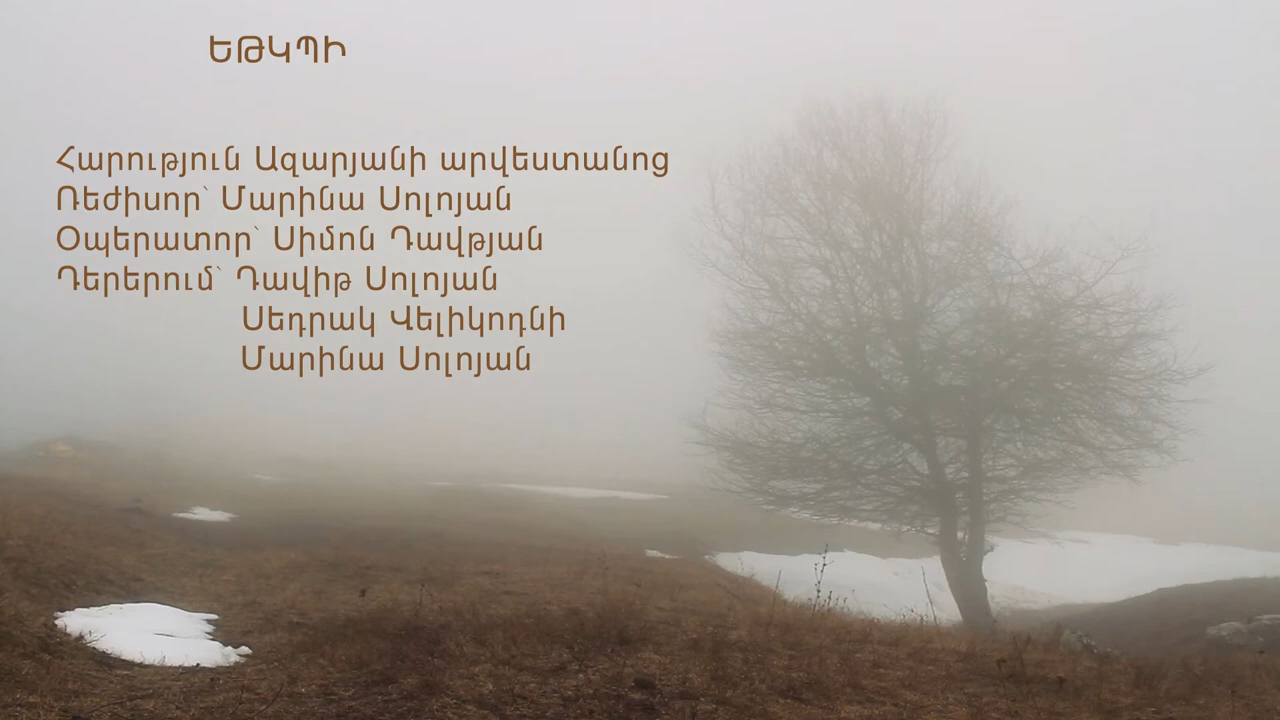 ԵԹԿՊԻ
Հարություն Ազարյանի արվեստանոց
Ռեժիսոր՝ Մարինա Սոլոյան
Օպերատոր՝ Սիմոն Դավթյան
Դերերում՝ Դավիթ Սոլոյան
Սեդրակ Վելիկոդնի
Մարինա Սոլոյան